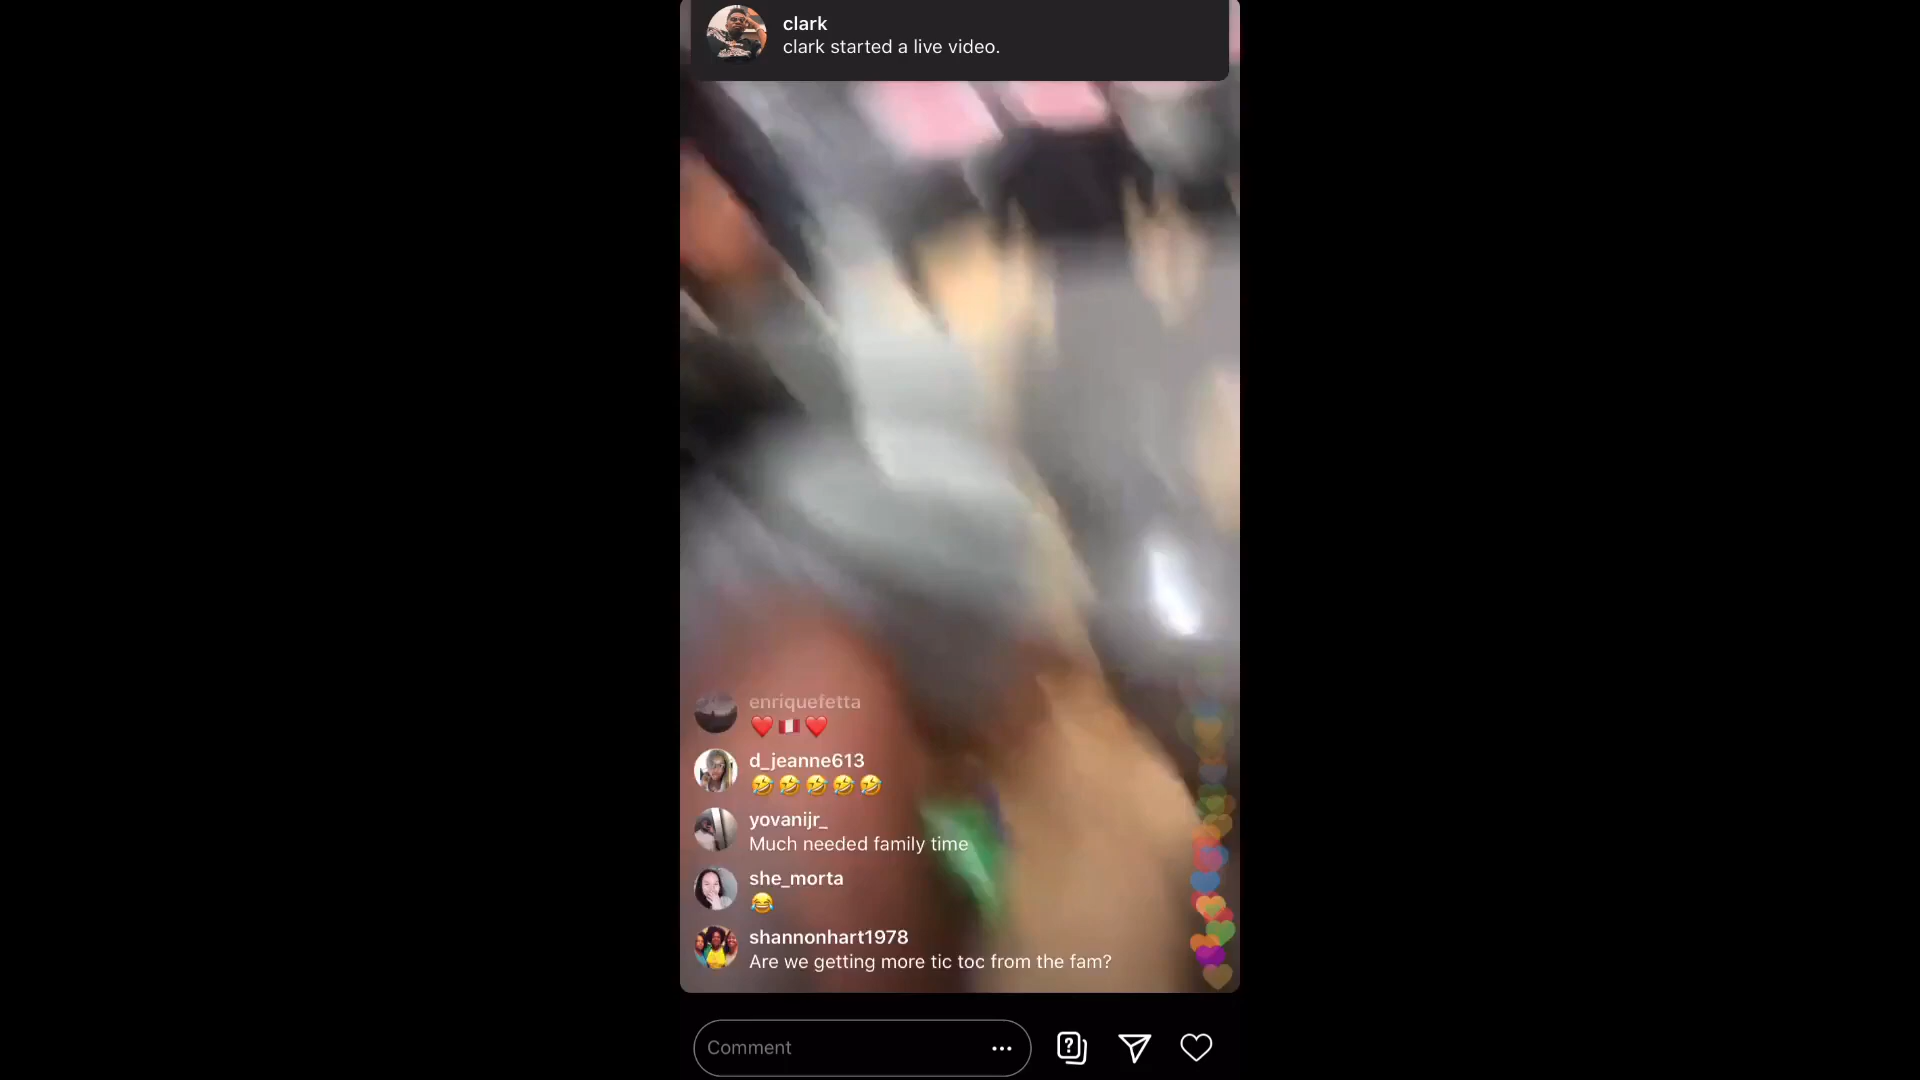 clark
clark started a live video.
enriquefetta
❤️🇵🇪❤️
d_jeanne613
🤣🤣🤣🤣🤣
yovanijr_
Much needed family time
she_morta
😂
shannonhart1978
Are we getting more tic toc from the fam?
Comment